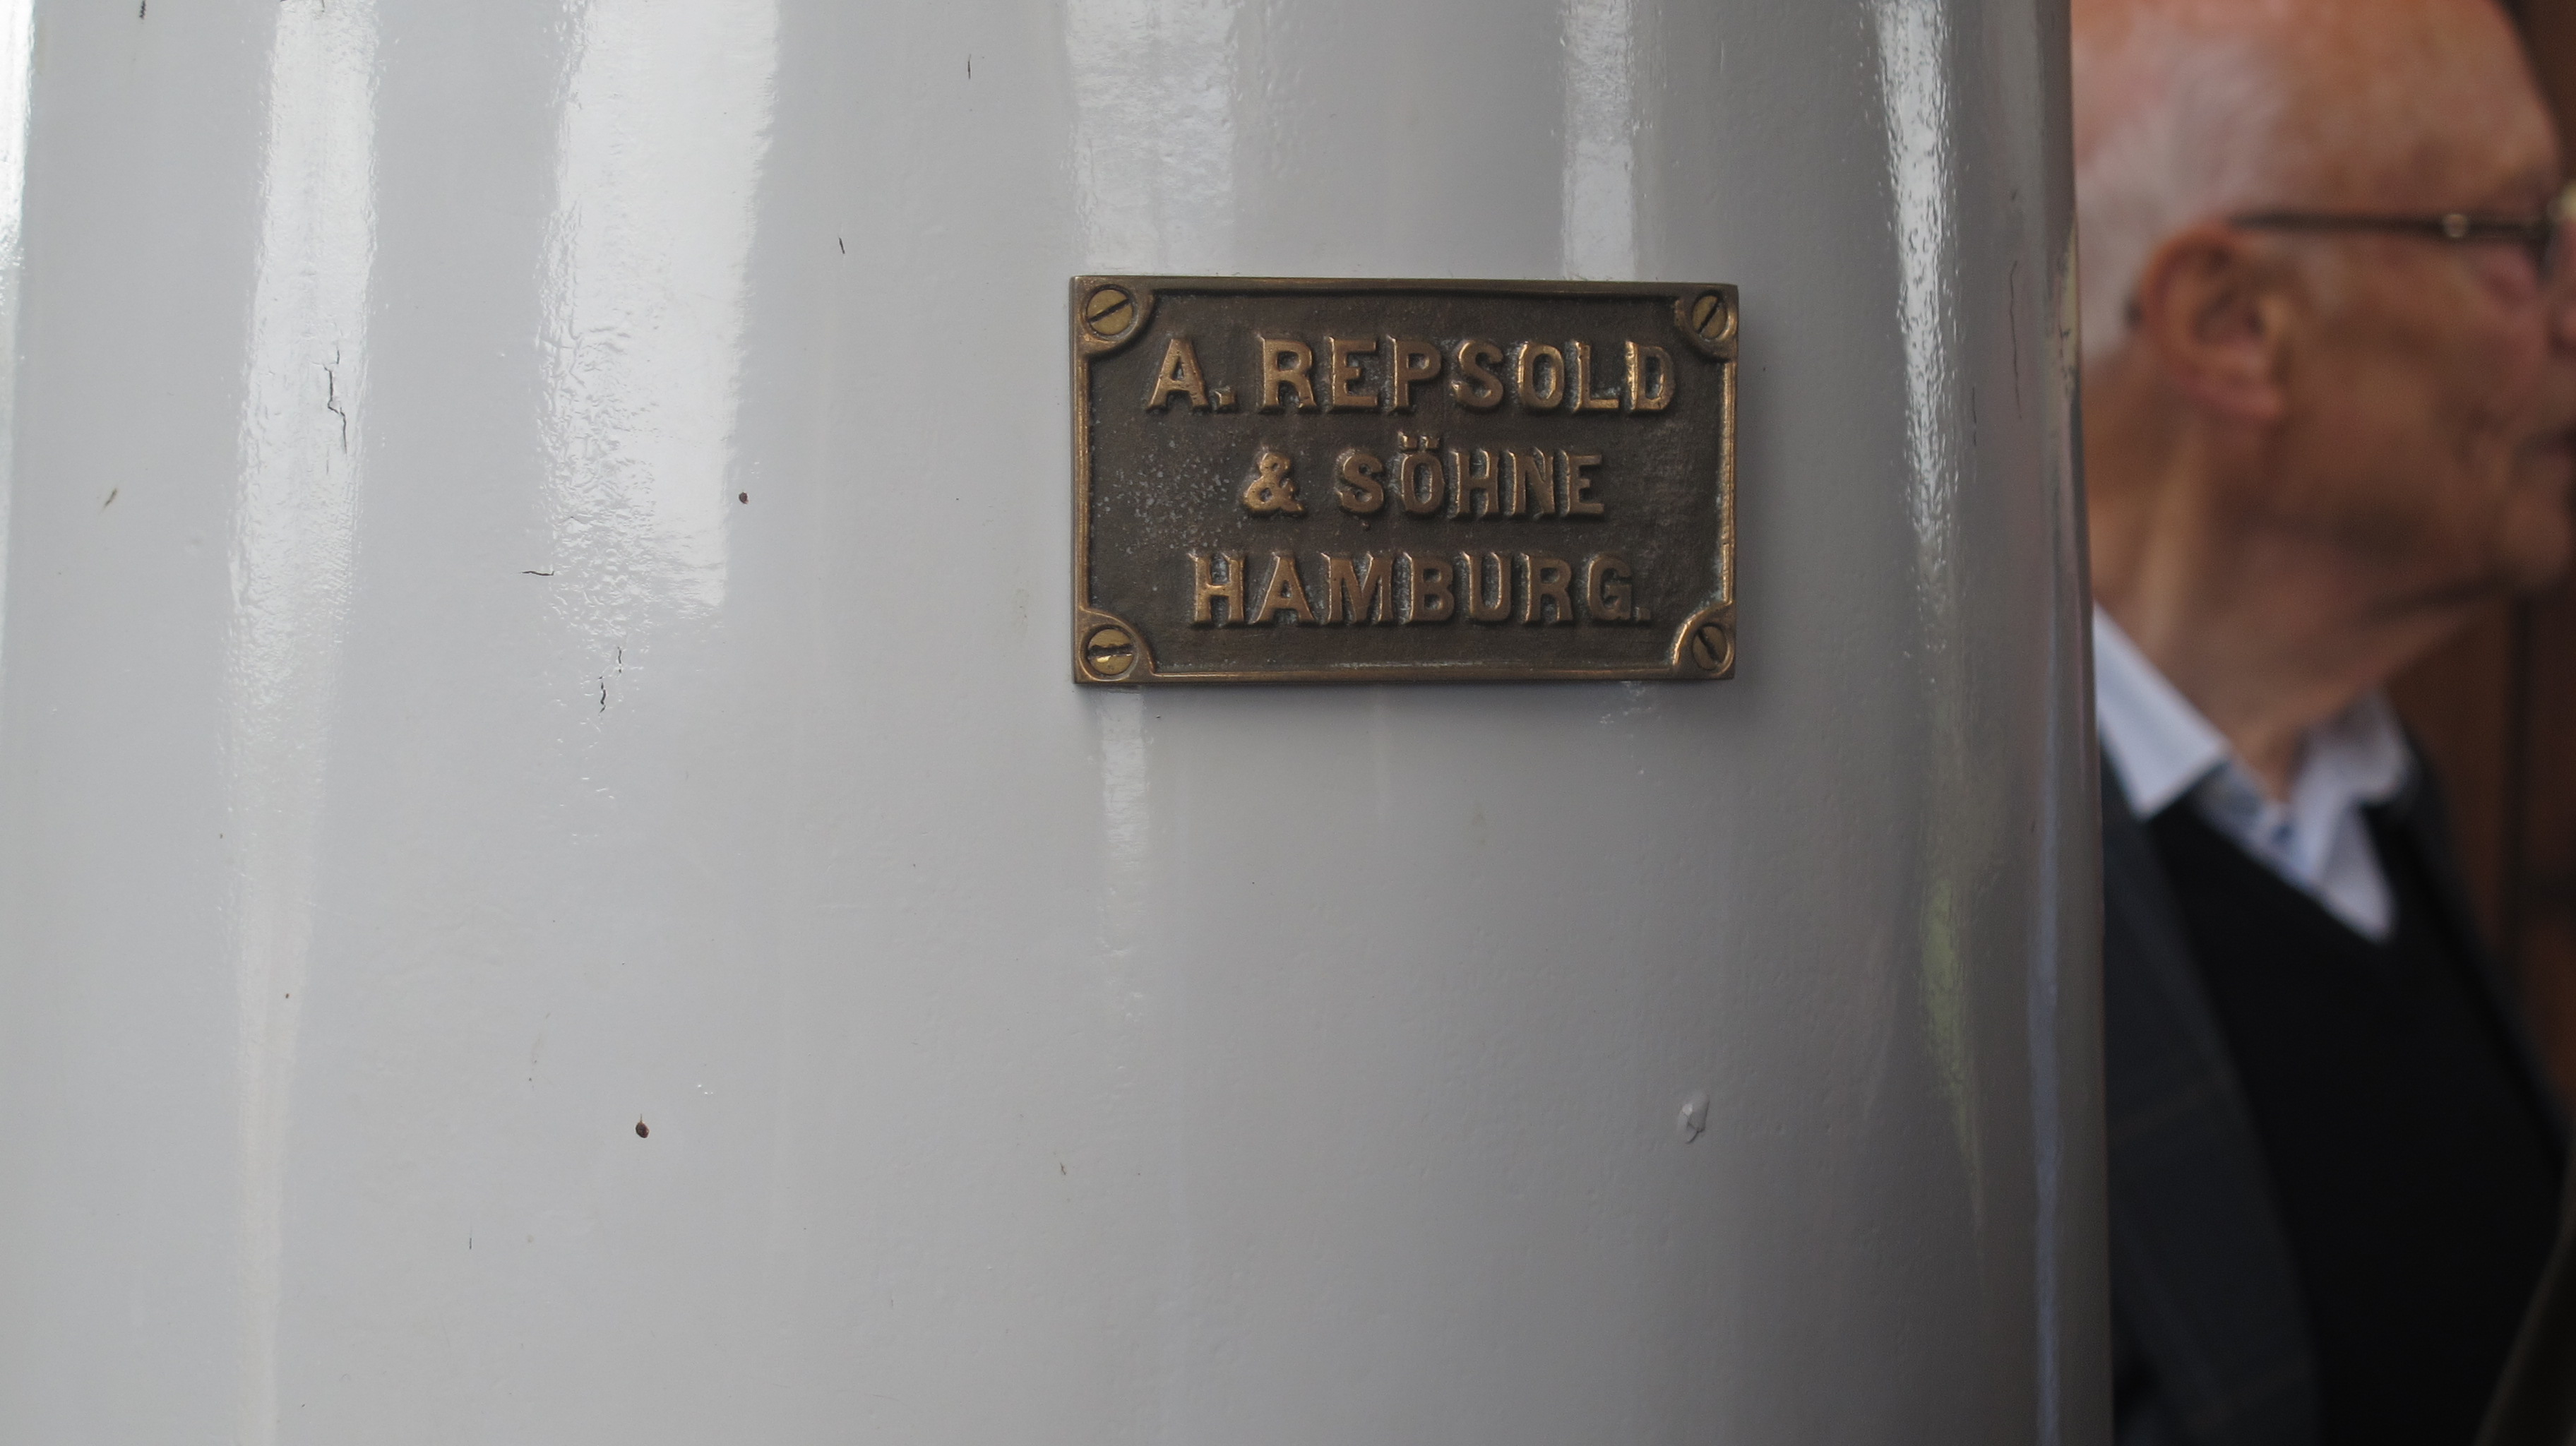 A. REPSOLD
& SÖHNE
HAMBURG.